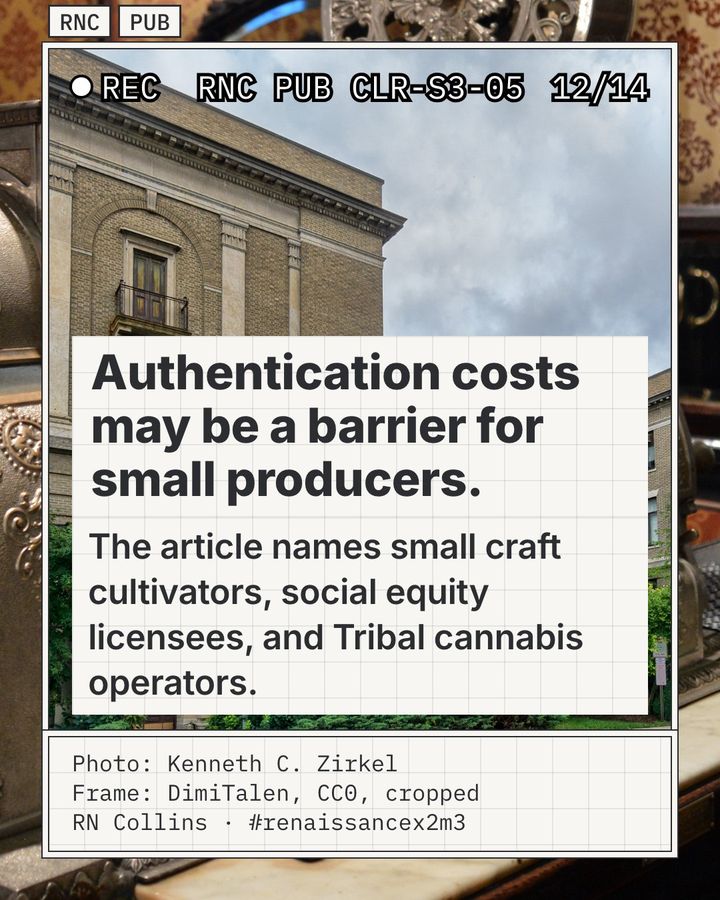 RNC PUB
REC RNC PUB CLR-S3-05 12/14
Authentication costs
may be a barrier for
small producers.
The article names small craft
cultivators, social equity
licensees, and Tribal cannabis
operators.
Photo: Kenneth C. Zirkel
Frame: DimiTalen, CC0, cropped
RN Collins · #renaissancex2m3